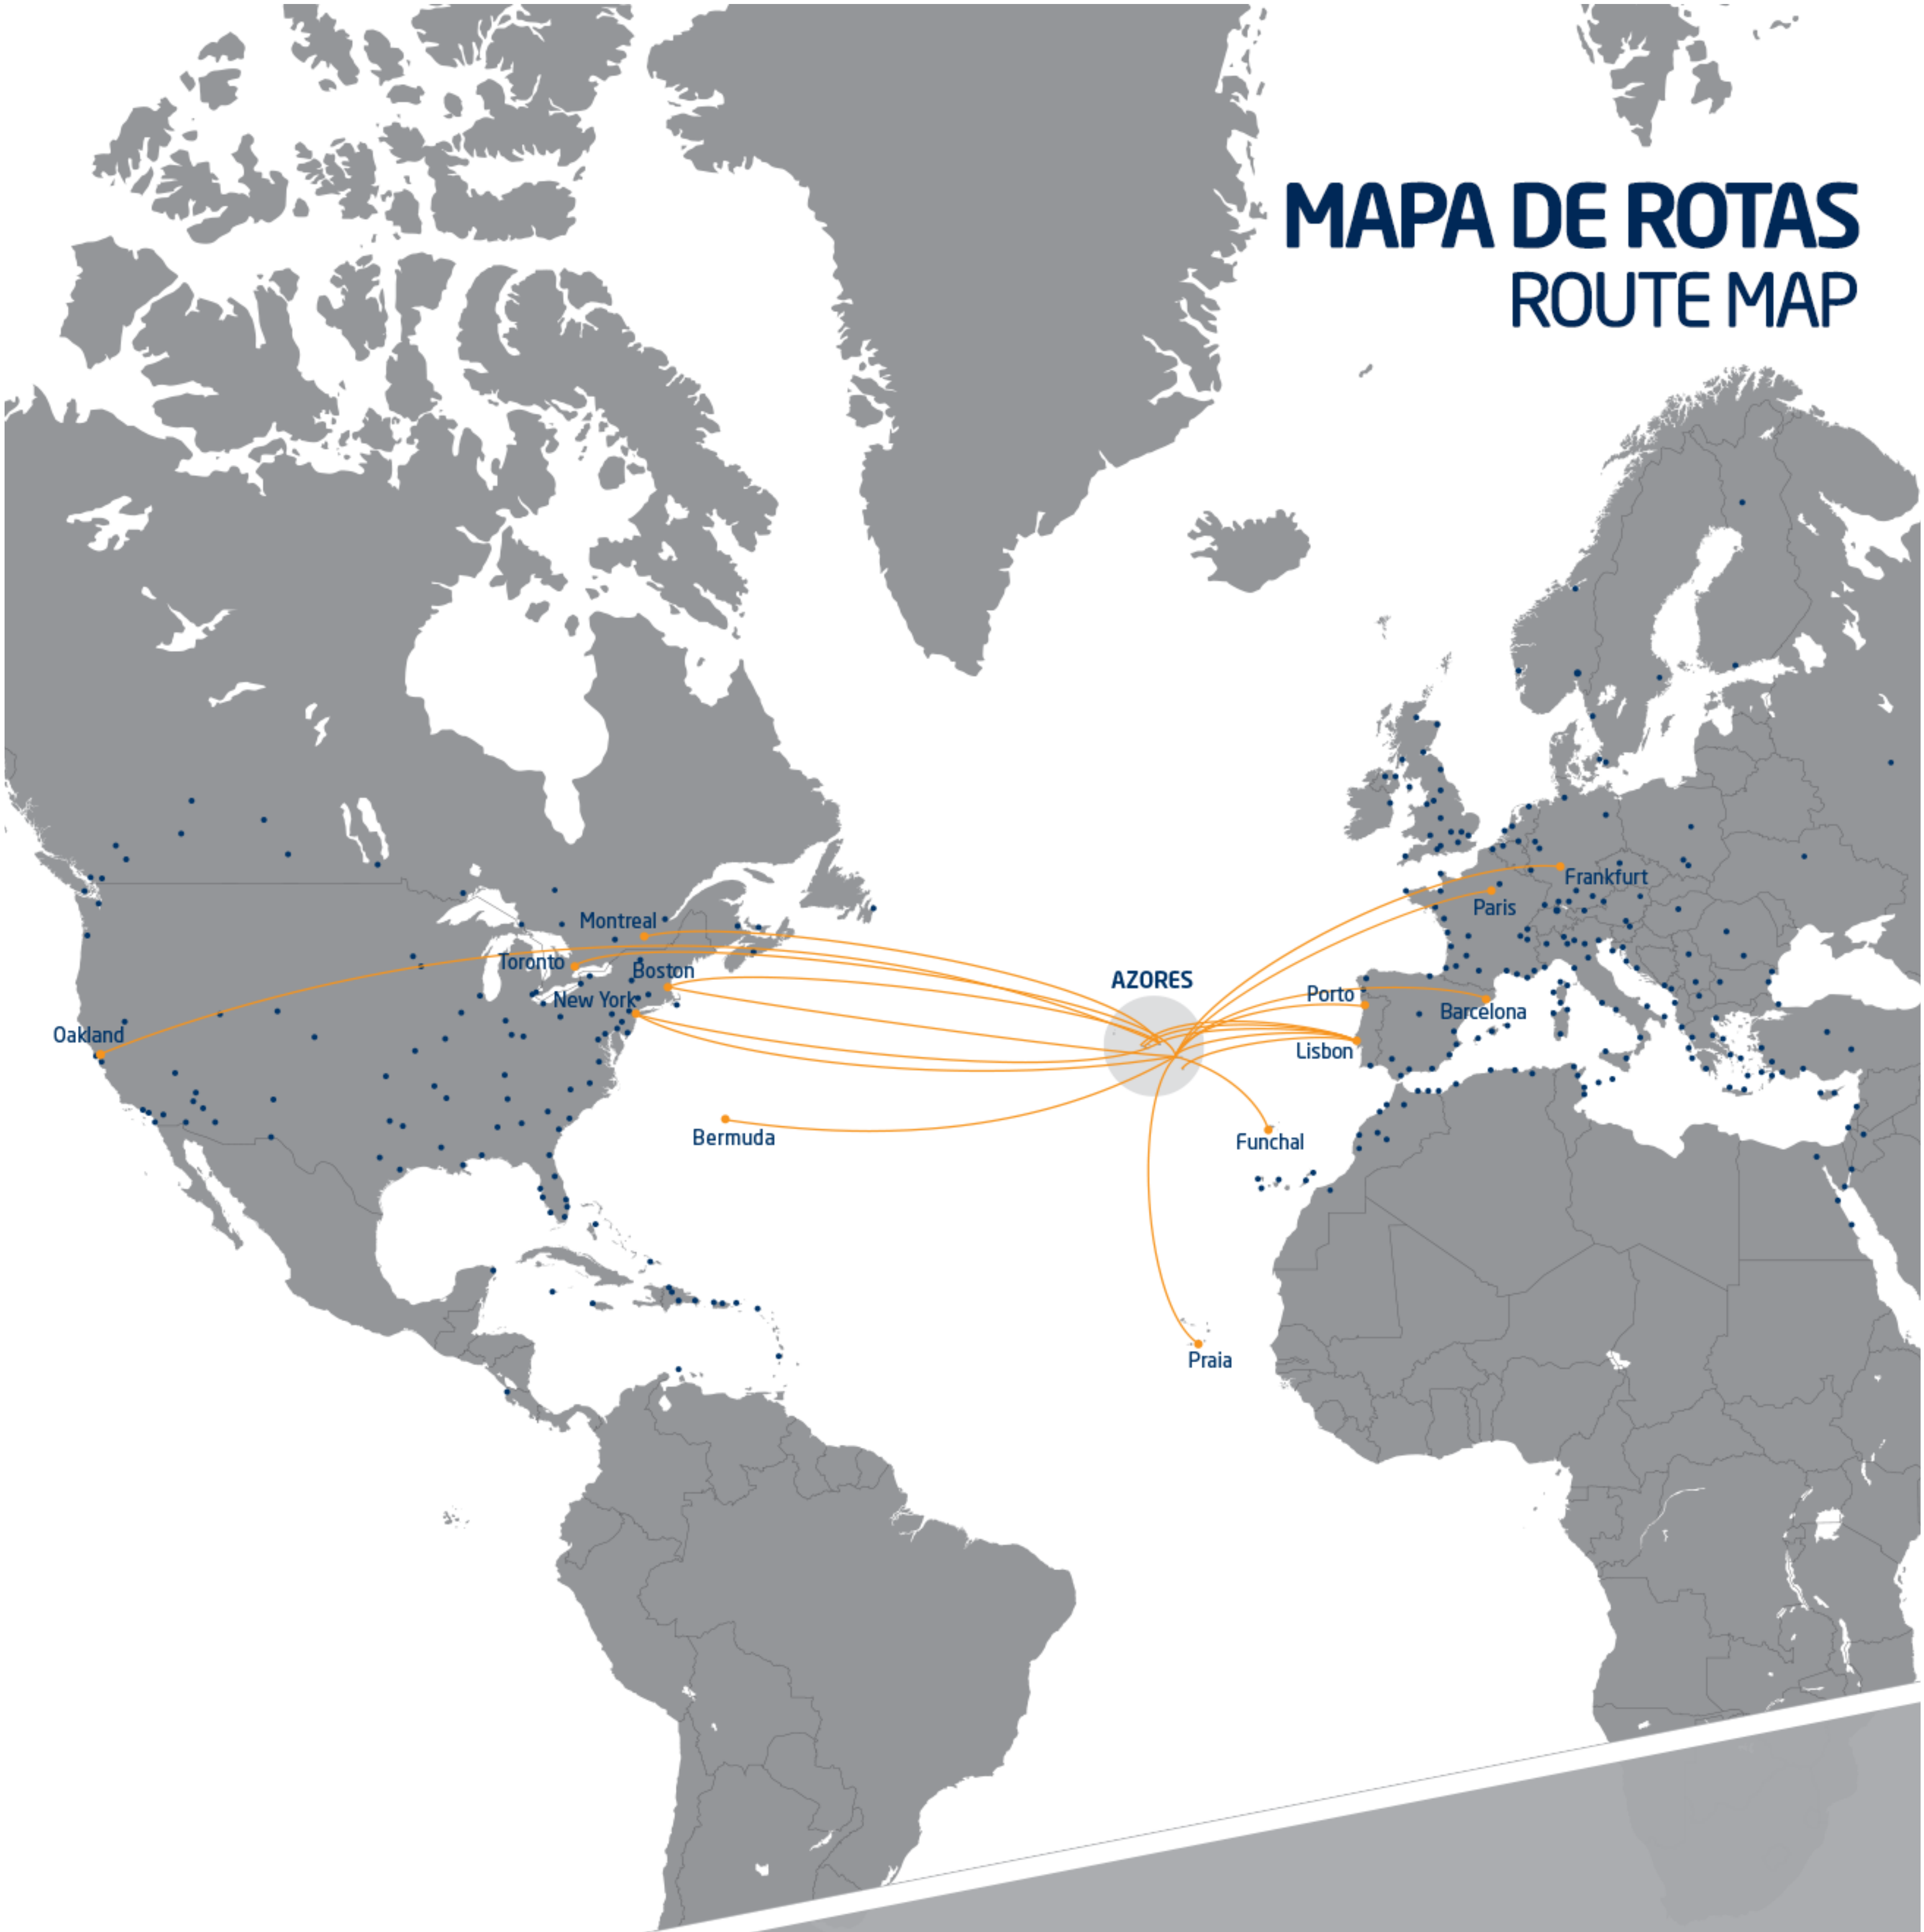 MAPA DE ROTAS
ROUTE MAP
Montreal
Toronto
Boston
New York
Oakland
Bermuda
AZORES
Frankfurt
Paris
Porto
Barcelona
Lisbon
Funchal
Praia